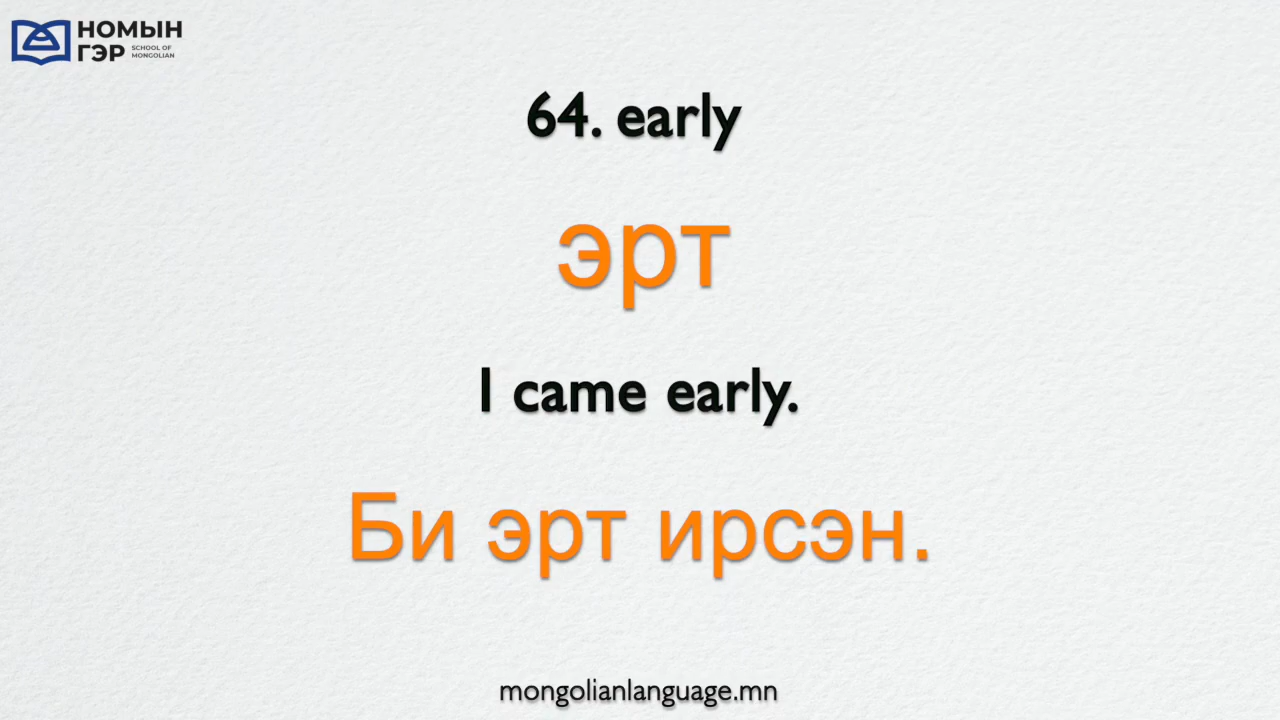 НОМЫН
ГЭР SCHOOL OF
MONGOLIAN
64. early
эрт
I came early.
Би эрт ирсэн.
mongolianlanguage.mn